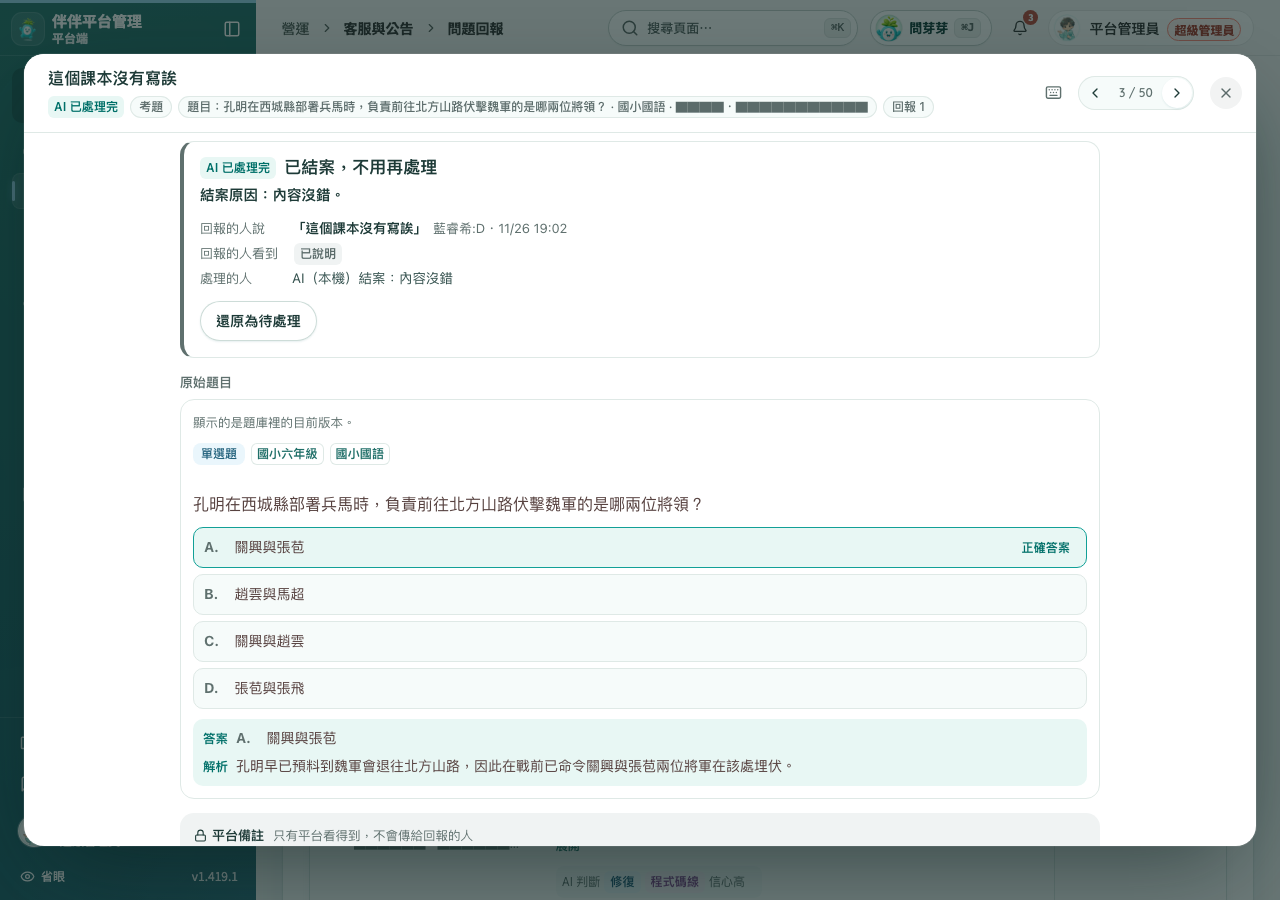 伴伴平台管理
平台端
營運 > 客服與公告 > 問題回報
搜尋頁面… ⌘K
問芽芽 ⌘J
3
平台管理員 超級管理員
這個課本沒有寫誒
AI 已處理完 考題 題目：孔明在西城縣部署兵馬時，負責前往北方山路伏擊魏軍的是哪兩位將領？ · 國小國語 · 回報 1
3 / 50
AI 已處理完 已結案，不用再處理
結案原因：內容沒錯。
回報的人說 「這個課本沒有寫誒」 藍睿希:D · 11/26 19:02
回報的人看到 已說明
處理的人 AI（本機）結案：內容沒錯
還原為待處理
原始題目
顯示的是題庫裡的目前版本。
單選題 國小六年級 國小國語
孔明在西城縣部署兵馬時，負責前往北方山路伏擊魏軍的是哪兩位將領？
A. 關興與張苞 正確答案
B. 趙雲與馬超
C. 關興與趙雲
D. 張苞與張飛
答案 A. 關興與張苞
解析 孔明早已預料到魏軍會退往北方山路，因此在戰前已命令關興與張苞兩位將軍在該處埋伏。
平台備註 只有平台看得到，不會傳給回報的人
省眼 v1.419.1
AI 判斷 修復 程式碼線 信心高